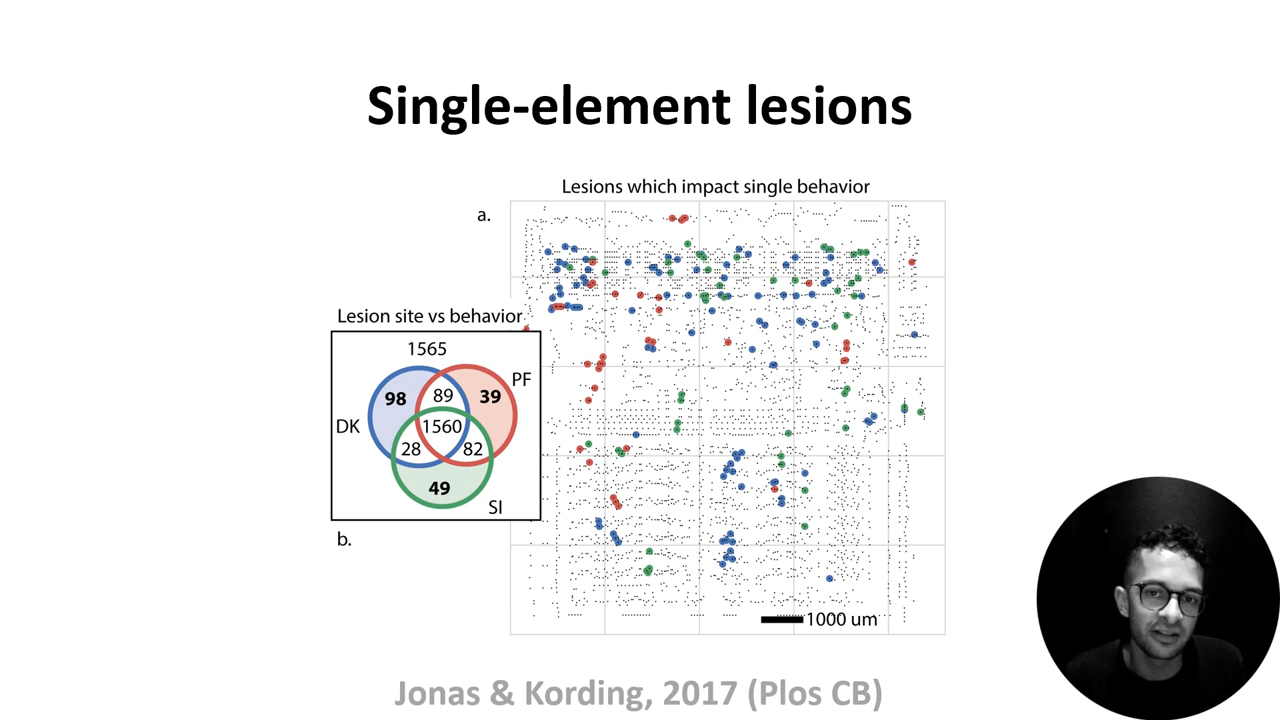 Single-element lesions
Lesions which impact single behavior
a.
Lesion site vs behavior
1565
PF
98
89
39
DK
1560
28
82
49
SI
b.
1000 um
Jonas & Kording, 2017 (Plos CB)